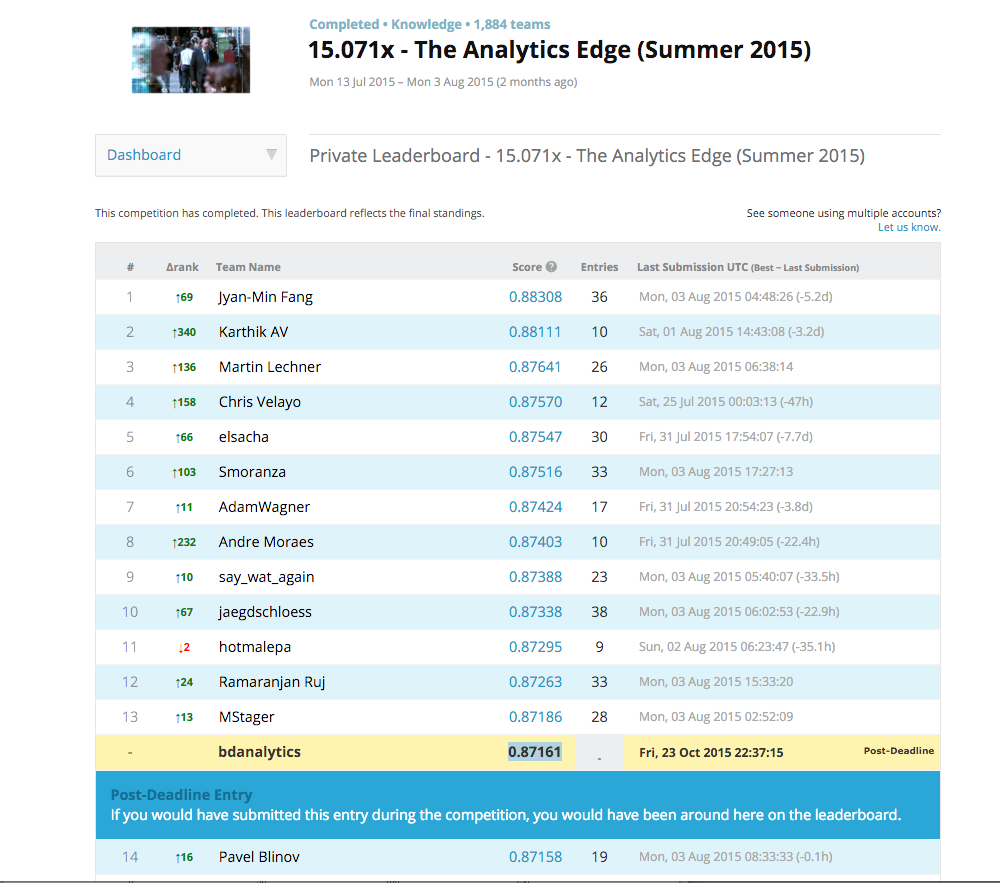 Completed • Knowledge • 1,884 teams
15.071x - The Analytics Edge (Summer 2015)
Mon 13 Jul 2015 – Mon 3 Aug 2015 (2 months ago)
Dashboard ▼
Private Leaderboard - 15.071x - The Analytics Edge (Summer 2015)
This competition has completed. This leaderboard reflects the final standings.
See someone using multiple accounts?
Let us know.
# Δrank Team Name Score ? Entries Last Submission UTC (Best − Last Submission)
1 ↑69 Jyan-Min Fang 0.88308 36 Mon, 03 Aug 2015 04:48:26 (-5.2d)
2 ↑340 Karthik AV 0.88111 10 Sat, 01 Aug 2015 14:43:08 (-3.2d)
3 ↑136 Martin Lechner 0.87641 26 Mon, 03 Aug 2015 06:38:14
4 ↑158 Chris Velayo 0.87570 12 Sat, 25 Jul 2015 00:03:13 (-47h)
5 ↑66 elsacha 0.87547 30 Fri, 31 Jul 2015 17:54:07 (-7.7d)
6 ↑103 Smoranza 0.87516 33 Mon, 03 Aug 2015 17:27:13
7 ↑11 AdamWagner 0.87424 17 Fri, 31 Jul 2015 20:54:23 (-3.8d)
8 ↑232 Andre Moraes 0.87403 10 Fri, 31 Jul 2015 20:49:05 (-22.4h)
9 ↑10 say_wat_again 0.87388 23 Mon, 03 Aug 2015 05:40:07 (-33.5h)
10 ↑67 jaegdschloess 0.87338 38 Mon, 03 Aug 2015 06:02:53 (-22.9h)
11 ↓2 hotmalepa 0.87295 9 Sun, 02 Aug 2015 06:23:47 (-35.1h)
12 ↑24 Ramaranjan Ruj 0.87263 33 Mon, 03 Aug 2015 15:33:20
13 ↑13 MStager 0.87186 28 Mon, 03 Aug 2015 02:52:09
- bdanalytics 0.87161 - Fri, 23 Oct 2015 22:37:15 Post-Deadline
Post-Deadline Entry
If you would have submitted this entry during the competition, you would have been around here on the leaderboard.
14 ↑16 Pavel Blinov 0.87158 19 Mon, 03 Aug 2015 08:33:33 (-0.1h)